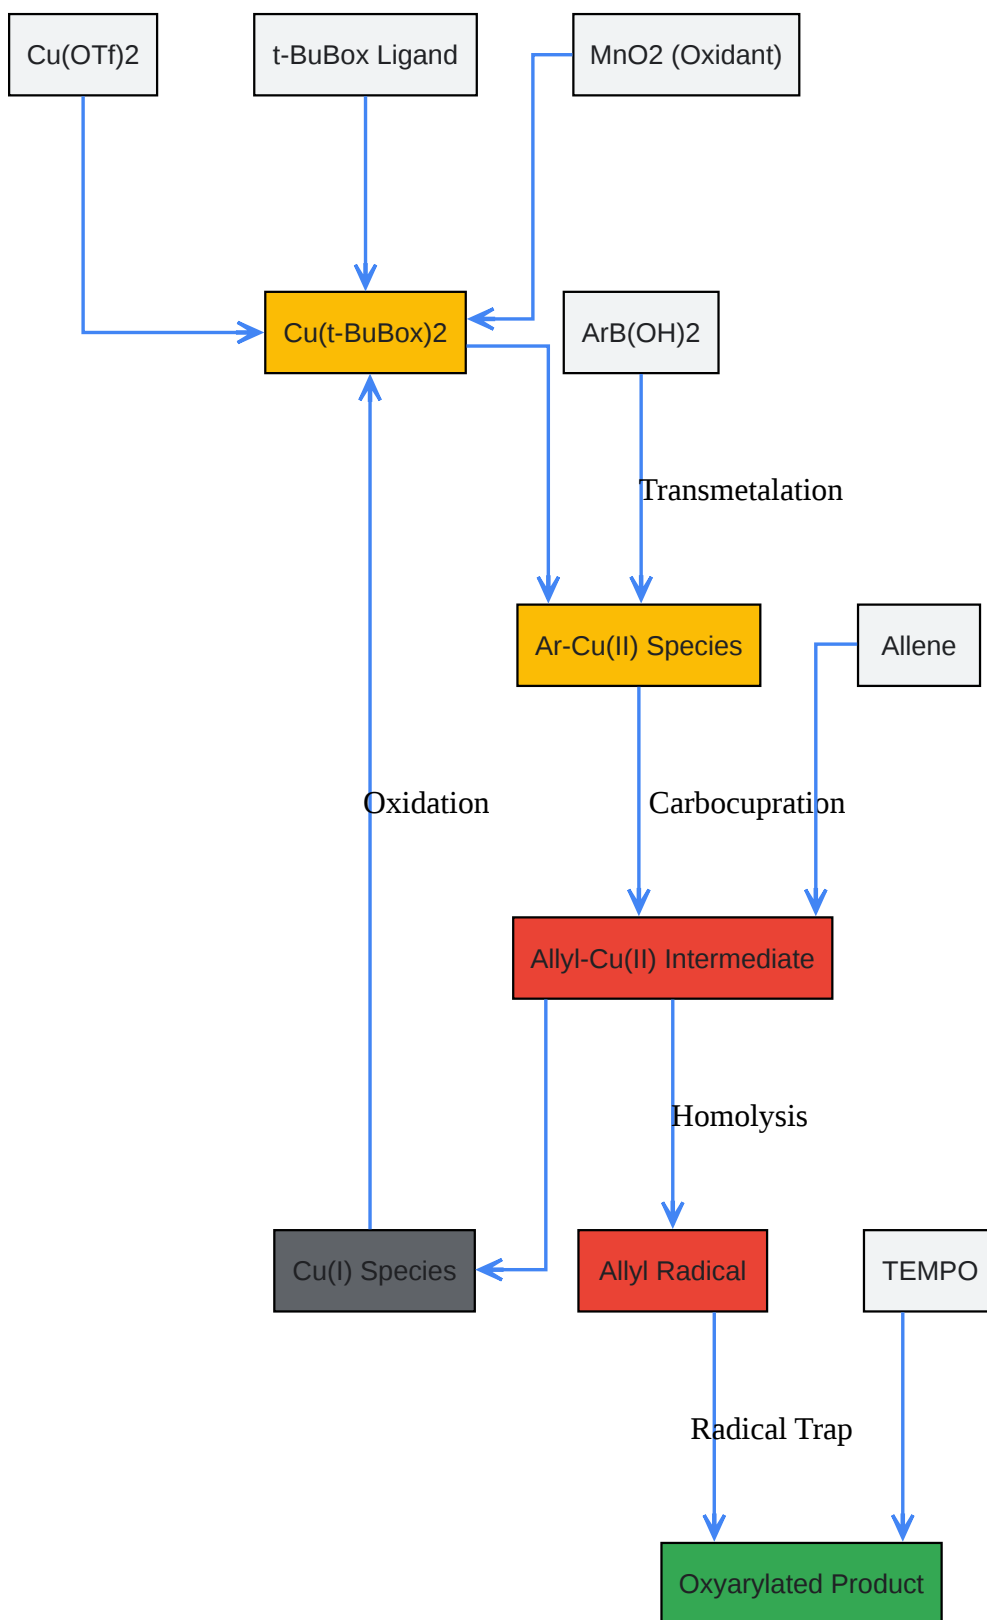 Cu(OTf)2
t-BuBox Ligand
MnO2 (Oxidant)
Cu(t-BuBox)2
ArB(OH)2
Transmetalation
Ar-Cu(II) Species
Allene
Oxidation
Carbocupration
Allyl-Cu(II) Intermediate
Homolysis
Cu(I) Species
Allyl Radical
TEMPO
Radical Trap
Oxyarylated Product